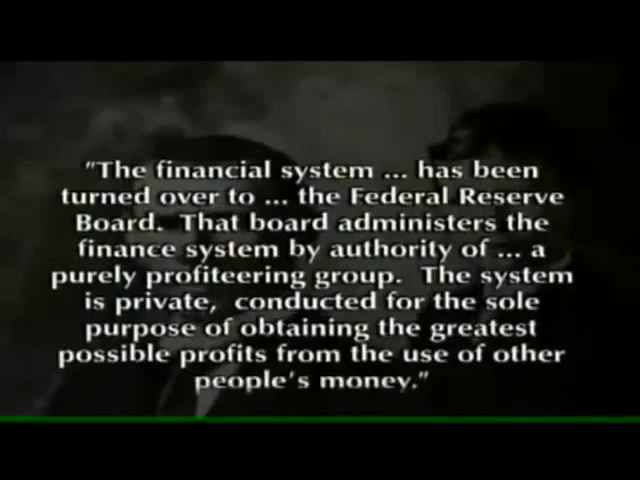 "The financial system ... has been
turned over to ... the Federal Reserve
Board. That board administers the
finance system by authority of ... a
purely profiteering group. The system
is private, conducted for the sole
purpose of obtaining the greatest
possible profits from the use of other
people's money."